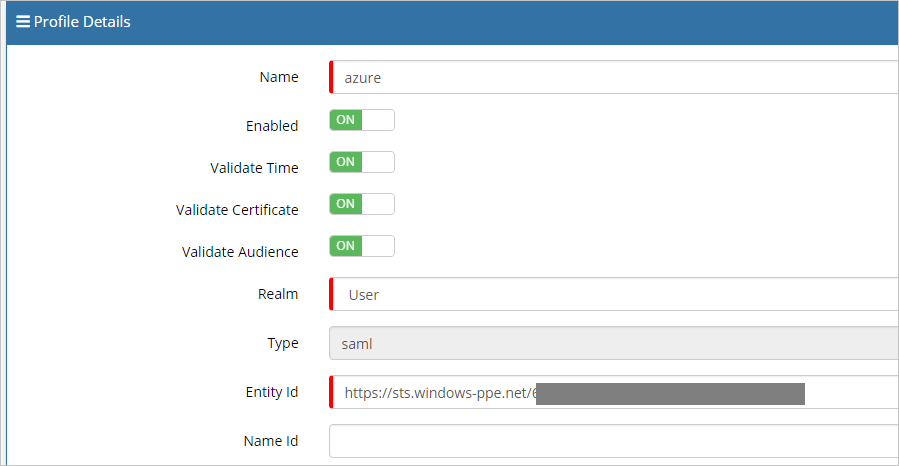 Profile Details
Name azure
Enabled ON
Validate Time ON
Validate Certificate ON
Validate Audience ON
Realm User
Type saml
Entity Id https://sts.windows-ppe.net/
Name Id